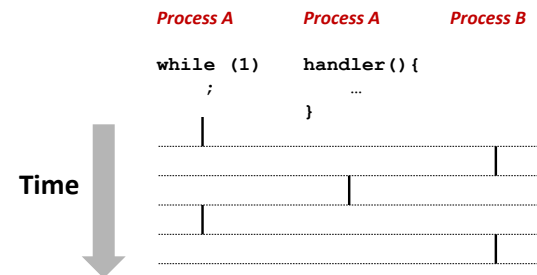 Process A Process A Process B
while (1) handler(){
; …
}
Time